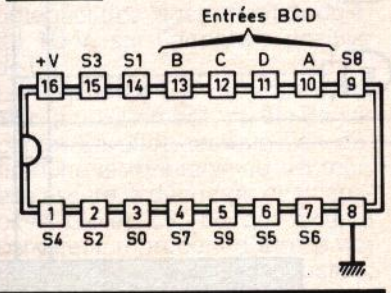 Entrées BCD
+V S3 S1 B C D A S8
16 15 14 13 12 11 10 9
1 2 3 4 5 6 7 8
S4 S2 S0 S7 S9 S5 S6